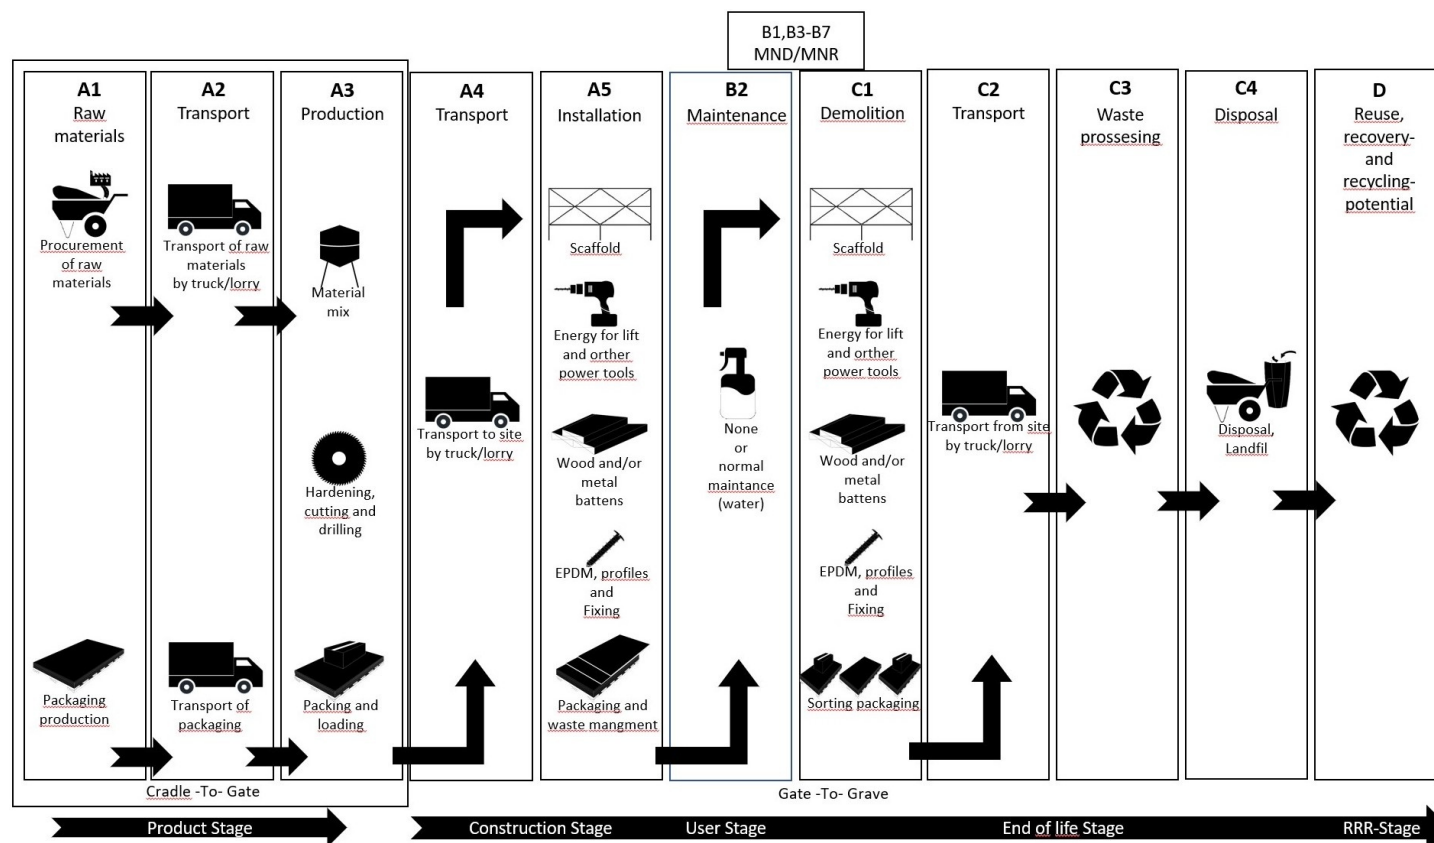 B1,B3-B7
MND/MNR
A1
Raw
materials
Procurement
of raw
materials
Packaging
production
A2
Transport
Transport of raw
materials
by truck/lorry
Transport of
packaging
A3
Production
Material
mix
Hardening,
cutting and
drilling
Packing and
loading
Cradle -To- Gate
A4
Transport
Transport to site
by truck/lorry
A5
Installation
Scaffold
Energy for lift
and orther
power tools
Wood and/or
metal
battens
EPDM, profiles
and
Fixing
Packaging and
waste mangment
B2
Maintenance
None
or
normal
maintance
(water)
C1
Demolition
Scaffold
Energy for lift
and orther
power tools
Wood and/or
metal
battens
EPDM, profiles
and
Fixing
Sorting packaging
C2
Transport
Transport from site
by truck/lorry
C3
Waste
prossesing
C4
Disposal
Disposal,
Landfil
D
Reuse,
recovery-
and
recycling-
potential
Gate -To- Grave
Product Stage
Construction Stage
User Stage
End of life Stage
RRR-Stage